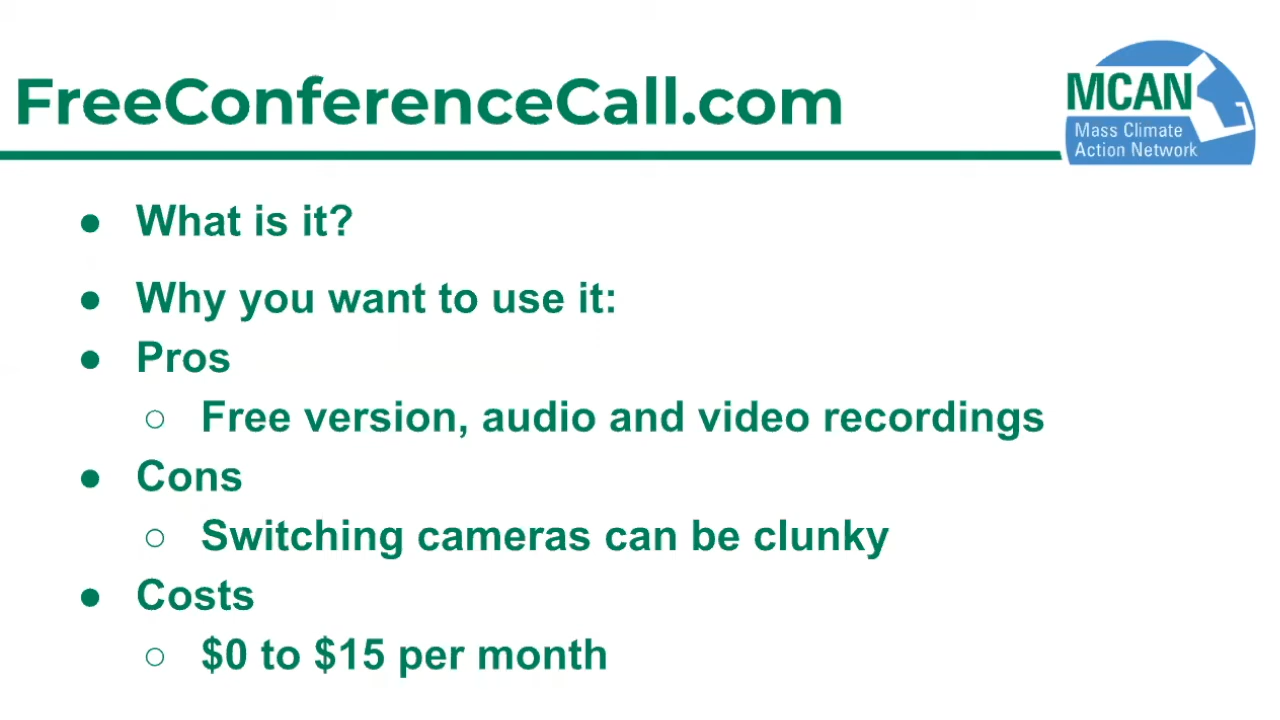 FreeConferenceCall.com
MCAN
Mass Climate
Action Network
● What is it?
● Why you want to use it:
● Pros
○ Free version, audio and video recordings
● Cons
○ Switching cameras can be clunky
● Costs
○ $0 to $15 per month